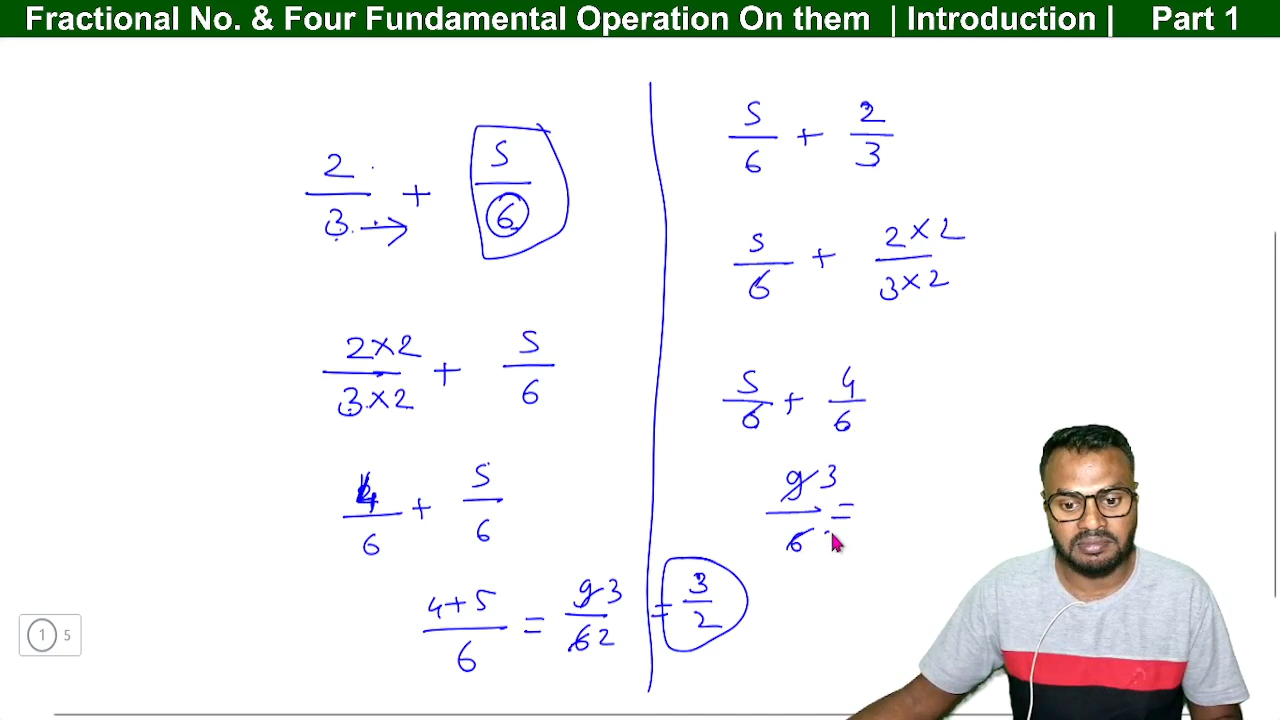 Fractional No. & Four Fundamental Operation On them | Introduction | Part 1
2/3 + 5/6
2×2/3×2 + 5/6
4/6 + 5/6
4+5/6 = 9 3/6 2 = 3/2
5/6 + 2/3
5/6 + 2×2/3×2
5/6 + 4/6
9 3/6 =
1 5